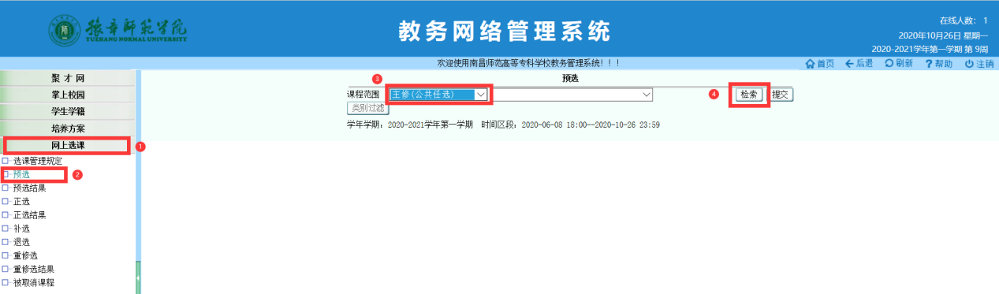 豫章师范学院
YUZHANG NORMAL UNIVERSITY
教务网络管理系统
在线人数： 1
2020年10月26日 星期一
2020-2021学年第一学期 第 9周
欢迎使用南昌师范高等专科学校教务管理系统！！！
首页 后退 刷新 ?帮助 注销
聚 才 网
掌上校园
学生学籍
培养方案
网上选课 1
选课管理规定
预选 2
预选结果
正选
正选结果
补选
退选
重修选
重修选结果
被取消课程
预选
3
课程范围 主修(公共任选) 4 检索 提交
类别过滤
学年学期：2020-2021学年第一学期 时间区段：2020-06-08 18:00--2020-10-26 23:59